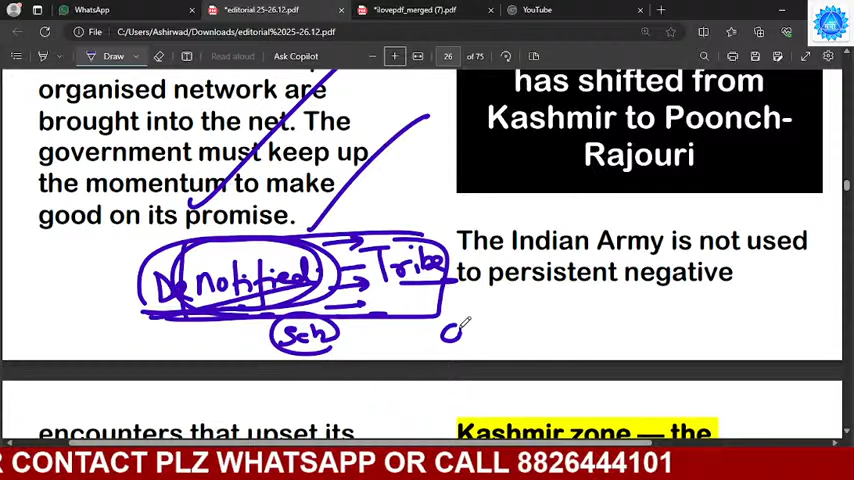 WhatsApp
*editorial 25-26.12.pdf
*ilovepdf_merged (7).pdf
YouTube
File
C:/Users/Ashirwad/Downloads/editorial%2025-26.12.pdf
Draw
Read aloud
Ask Copilot
26 of 75
organised network are
brought into the net. The
government must keep up
the momentum to make
good on its promise.
has shifted from
Kashmir to Poonch-
Rajouri
The Indian Army is not used
to persistent negative
Denotified Tribe
Sch
encounters that upset its
Kashmir zone — the
R CONTACT PLZ WHATSAPP OR CALL 8826444101